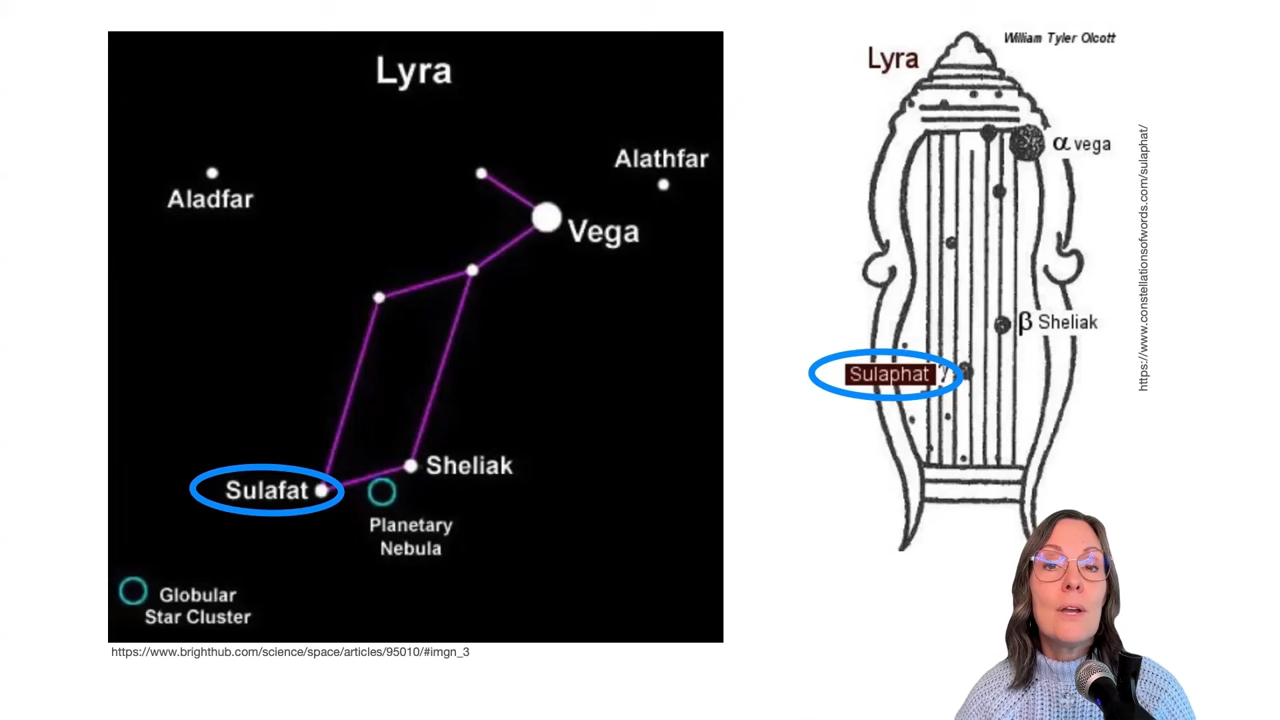 Lyra
Alathfar
Aladfar
Vega
Sheliak
Sulafat
Planetary
Nebula
Globular
Star Cluster
https://www.brighthub.com/science/space/articles/95010/#imgn_3
William Tyler Olcott
Lyra
α vega
β Sheliak
Sulaphat γ
https://www.constellationsofwords.com/sulaphat/